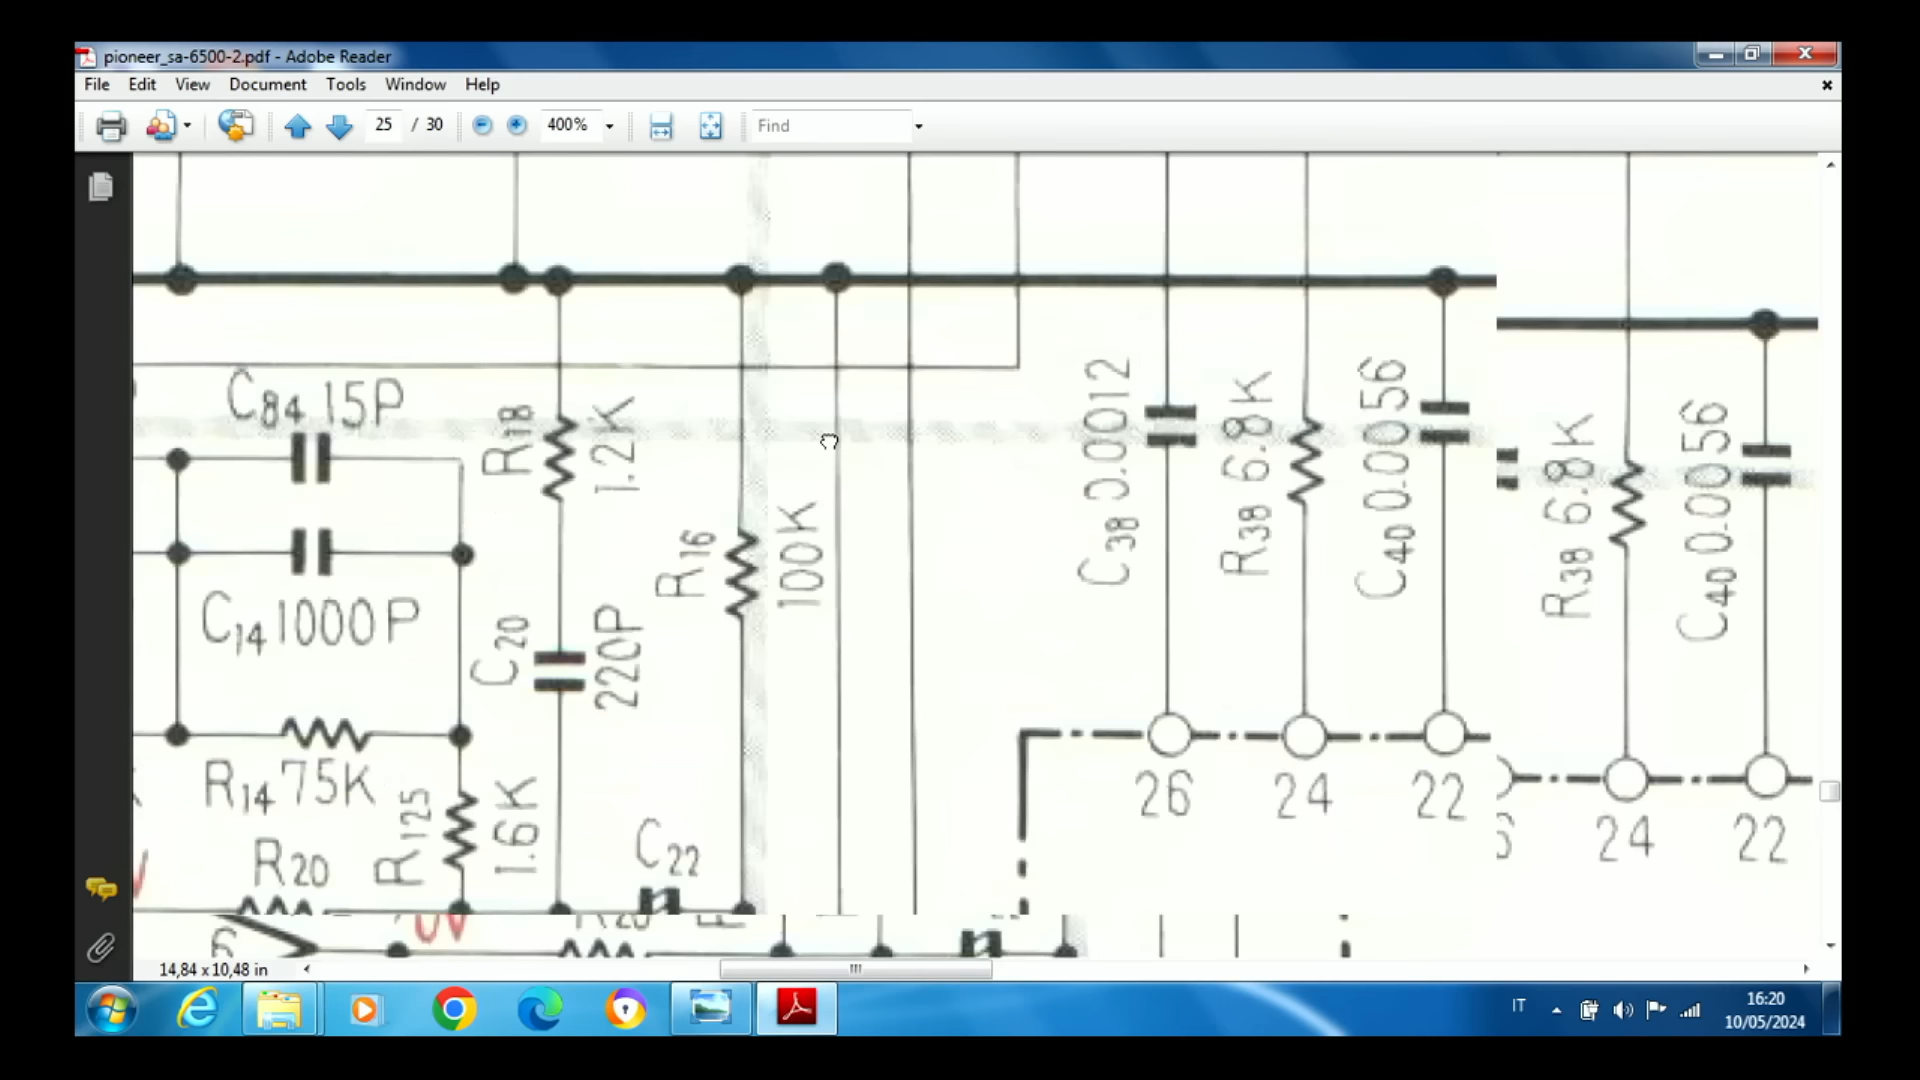 pioneer_sa-6500-2.pdf - Adobe Reader
File Edit View Document Tools Window Help
25 / 30 400% Find
C84 15P
R118
1.2K
C14 1000P
C20
220P
R16
100K
C38 0.0012
R38 6.8K
C40 0.0056
R38 6.8K
C40 0.0056
R14 75K
R125
1.6K
R20
C22
26 24 22
24 22
0V
14,84 x 10,48 in
IT
16:20
10/05/2024